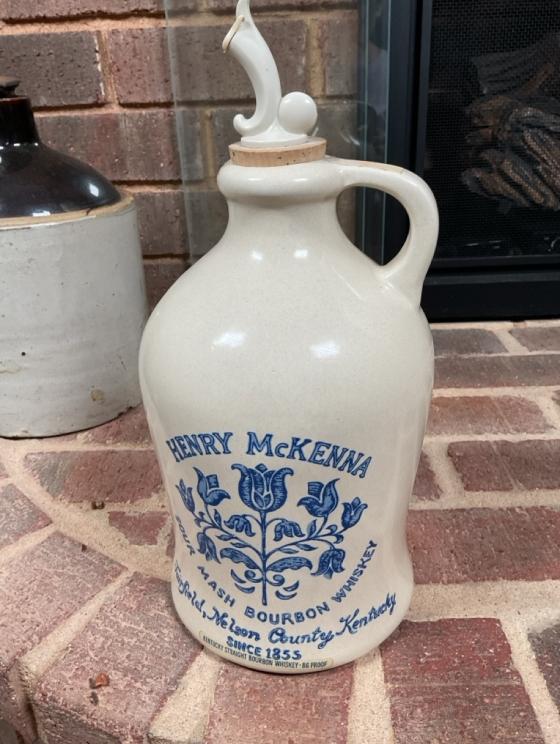 HENRY McKENNA
SOUR MASH BOURBON WHISKEY
Fairfield, Nelson County, Kentucky
SINCE 1855
KENTUCKY STRAIGHT BOURBON WHISKEY · 86 PROOF